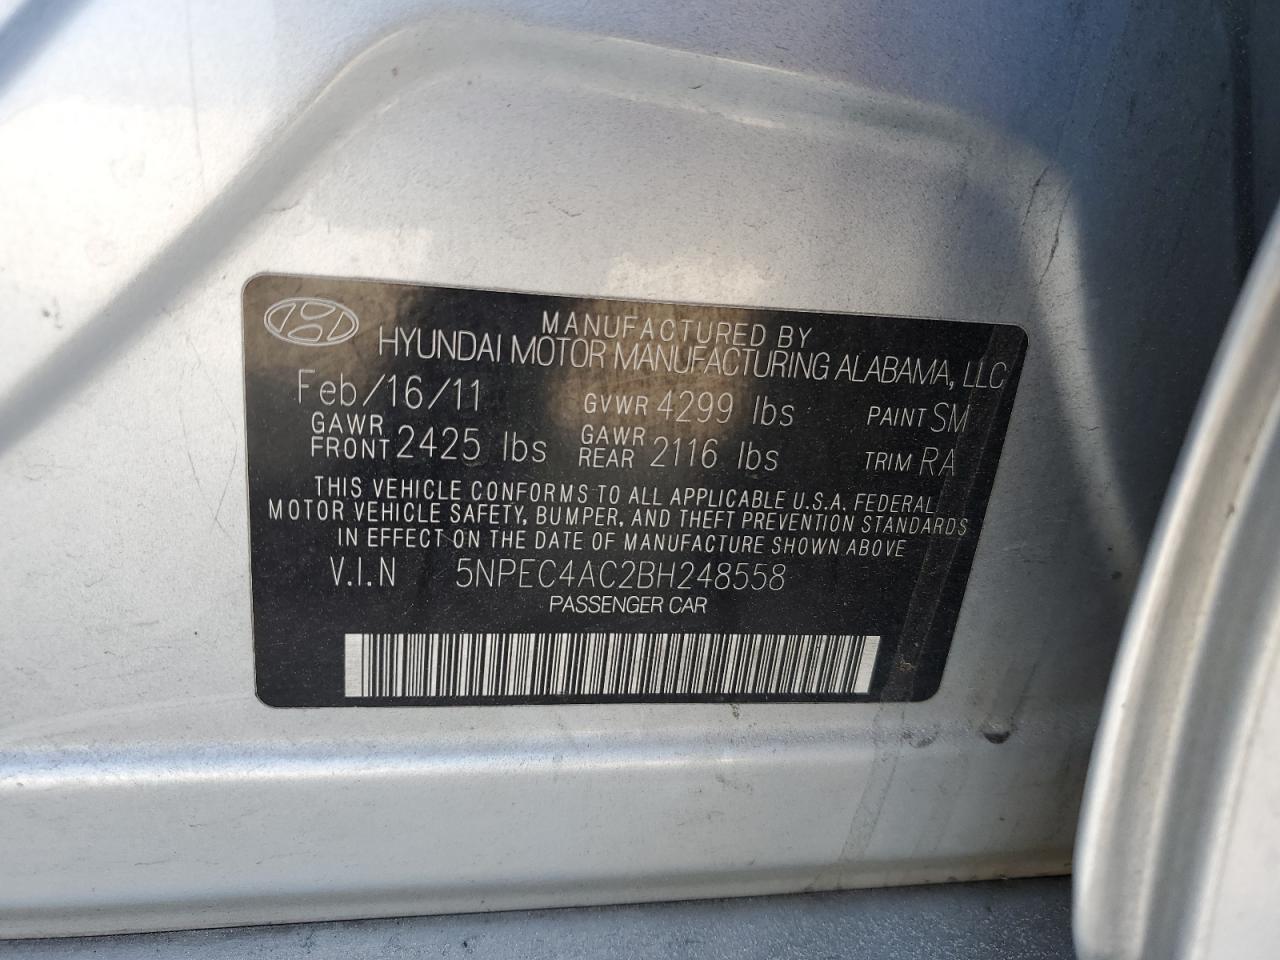 MANUFACTURED BY
HYUNDAI MOTOR MANUFACTURING ALABAMA, LLC
Feb/16/11 GVWR 4299 lbs PAINT SM
GAWR FRONT 2425 lbs GAWR REAR 2116 lbs TRIM RA
THIS VEHICLE CONFORMS TO ALL APPLICABLE U.S.A. FEDERAL
MOTOR VEHICLE SAFETY, BUMPER, AND THEFT PREVENTION STANDARDS
IN EFFECT ON THE DATE OF MANUFACTURE SHOWN ABOVE
V.I.N 5NPEC4AC2BH248558
PASSENGER CAR